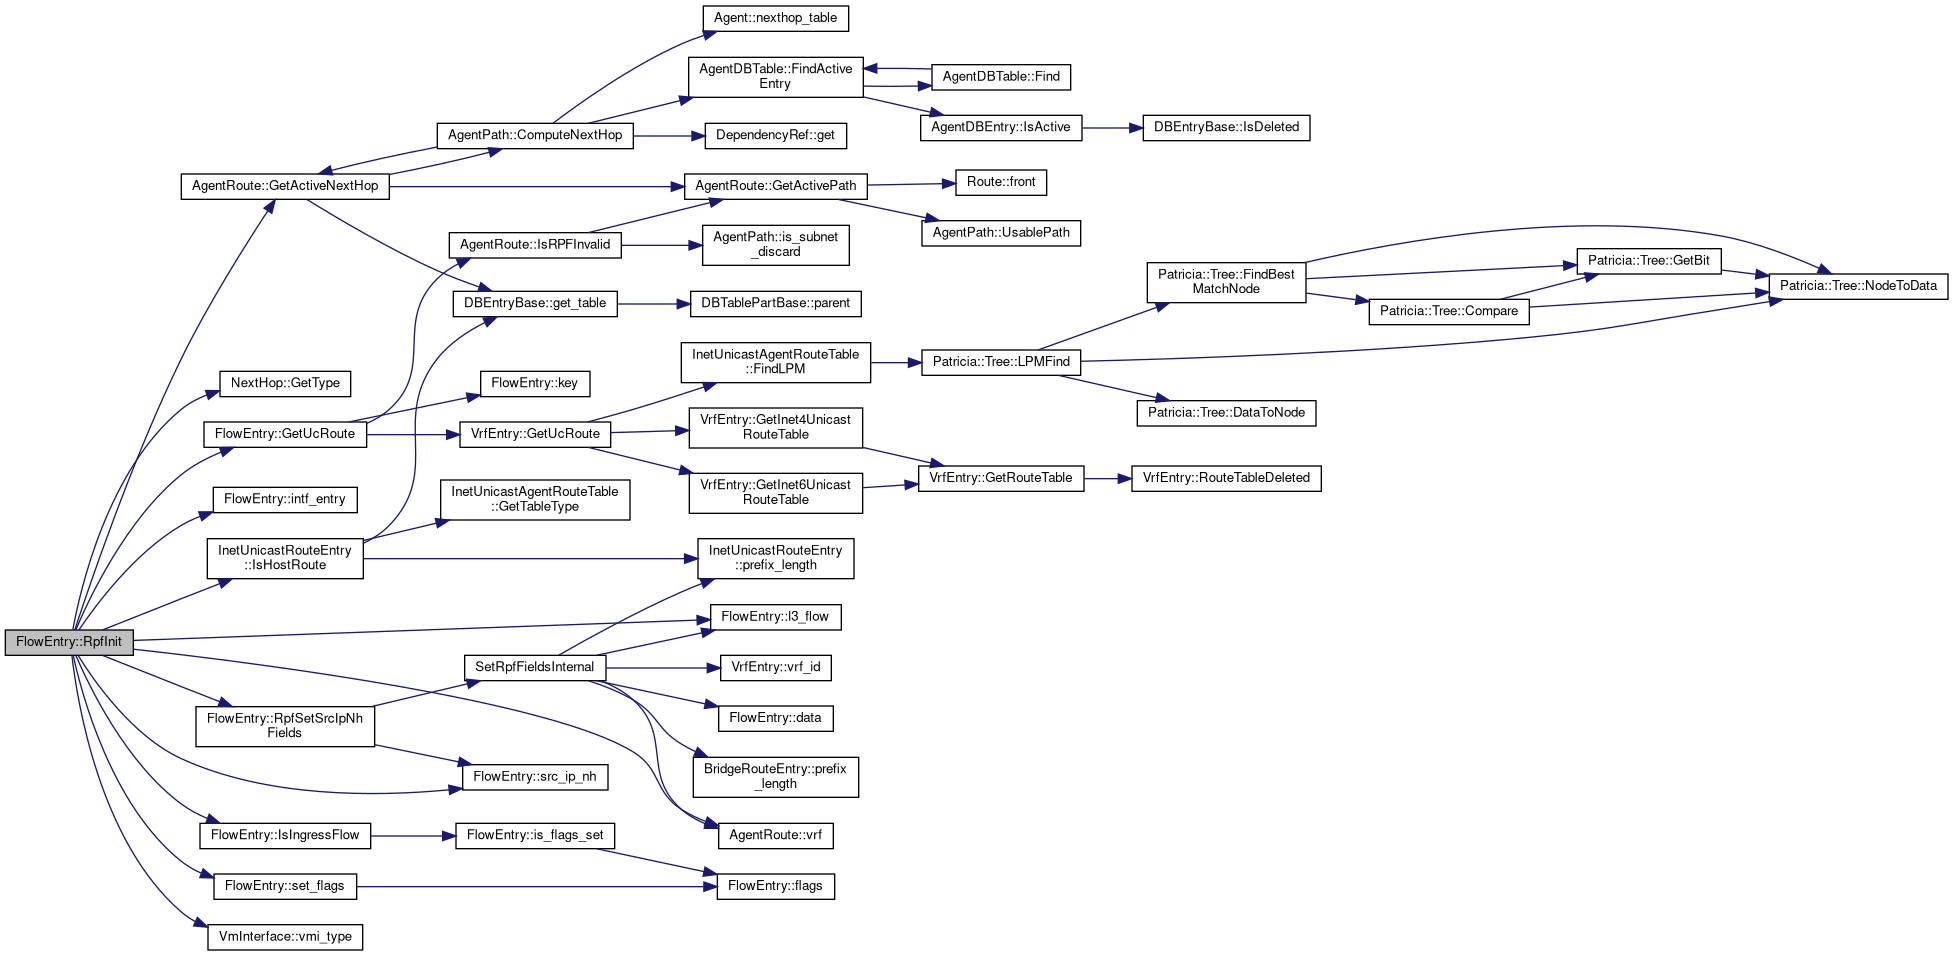 Agent::nexthop_table
AgentDBTable::FindActive
Entry
AgentDBTable::Find
AgentPath::ComputeNextHop
DependencyRef::get
AgentDBEntry::IsActive
DBEntryBase::IsDeleted
AgentRoute::GetActiveNextHop
AgentRoute::GetActivePath
Route::front
AgentRoute::IsRPFInvalid
AgentPath::is_subnet
_discard
AgentPath::UsablePath
Patricia::Tree::FindBest
MatchNode
Patricia::Tree::GetBit
Patricia::Tree::NodeToData
DBEntryBase::get_table
DBTablePartBase::parent
Patricia::Tree::Compare
InetUnicastAgentRouteTable
::FindLPM
Patricia::Tree::LPMFind
NextHop::GetType
FlowEntry::key
Patricia::Tree::DataToNode
FlowEntry::GetUcRoute
VrfEntry::GetUcRoute
VrfEntry::GetInet4Unicast
RouteTable
VrfEntry::GetInet6Unicast
RouteTable
VrfEntry::GetRouteTable
VrfEntry::RouteTableDeleted
FlowEntry::intf_entry
InetUnicastAgentRouteTable
::GetTableType
InetUnicastRouteEntry
::IsHostRoute
InetUnicastRouteEntry
::prefix_length
FlowEntry::RpfInit
FlowEntry::l3_flow
SetRpfFieldsInternal
VrfEntry::vrf_id
FlowEntry::RpfSetSrcIpNh
Fields
FlowEntry::data
FlowEntry::src_ip_nh
BridgeRouteEntry::prefix
_length
FlowEntry::IsIngressFlow
FlowEntry::is_flags_set
AgentRoute::vrf
FlowEntry::set_flags
FlowEntry::flags
VmInterface::vmi_type